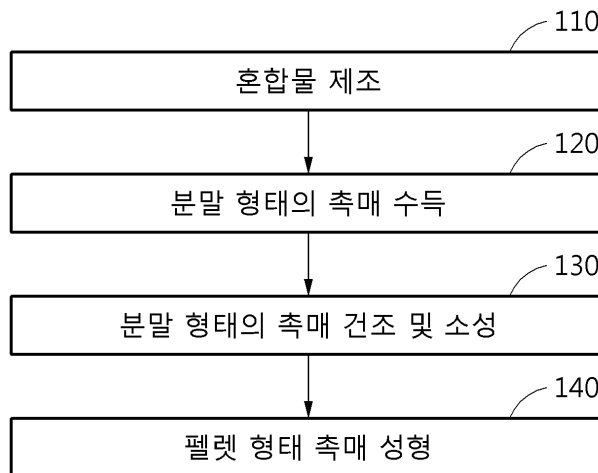 110
혼합물 제조
120
분말 형태의 촉매 수득
130
분말 형태의 촉매 건조 및 소성
140
펠렛 형태 촉매 성형